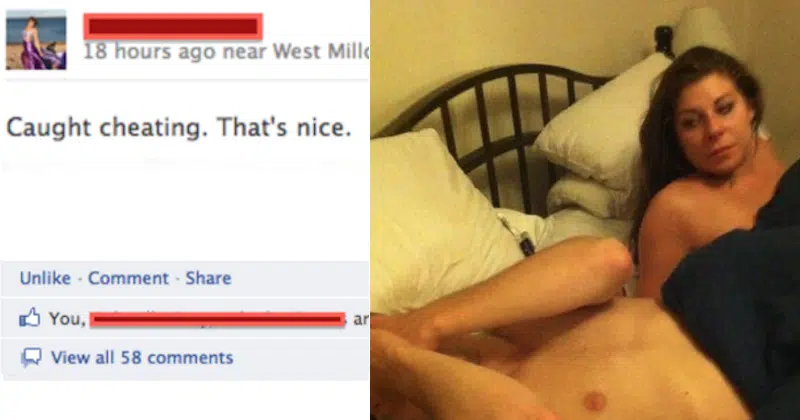 18 hours ago near West Mill
Caught cheating. That's nice.
Unlike · Comment · Share
You,
View all 58 comments